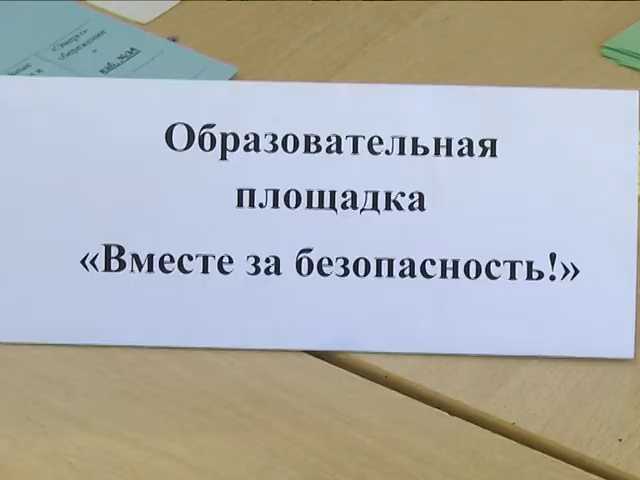 Образовательная
площадка
«Вместе за безопасность!»